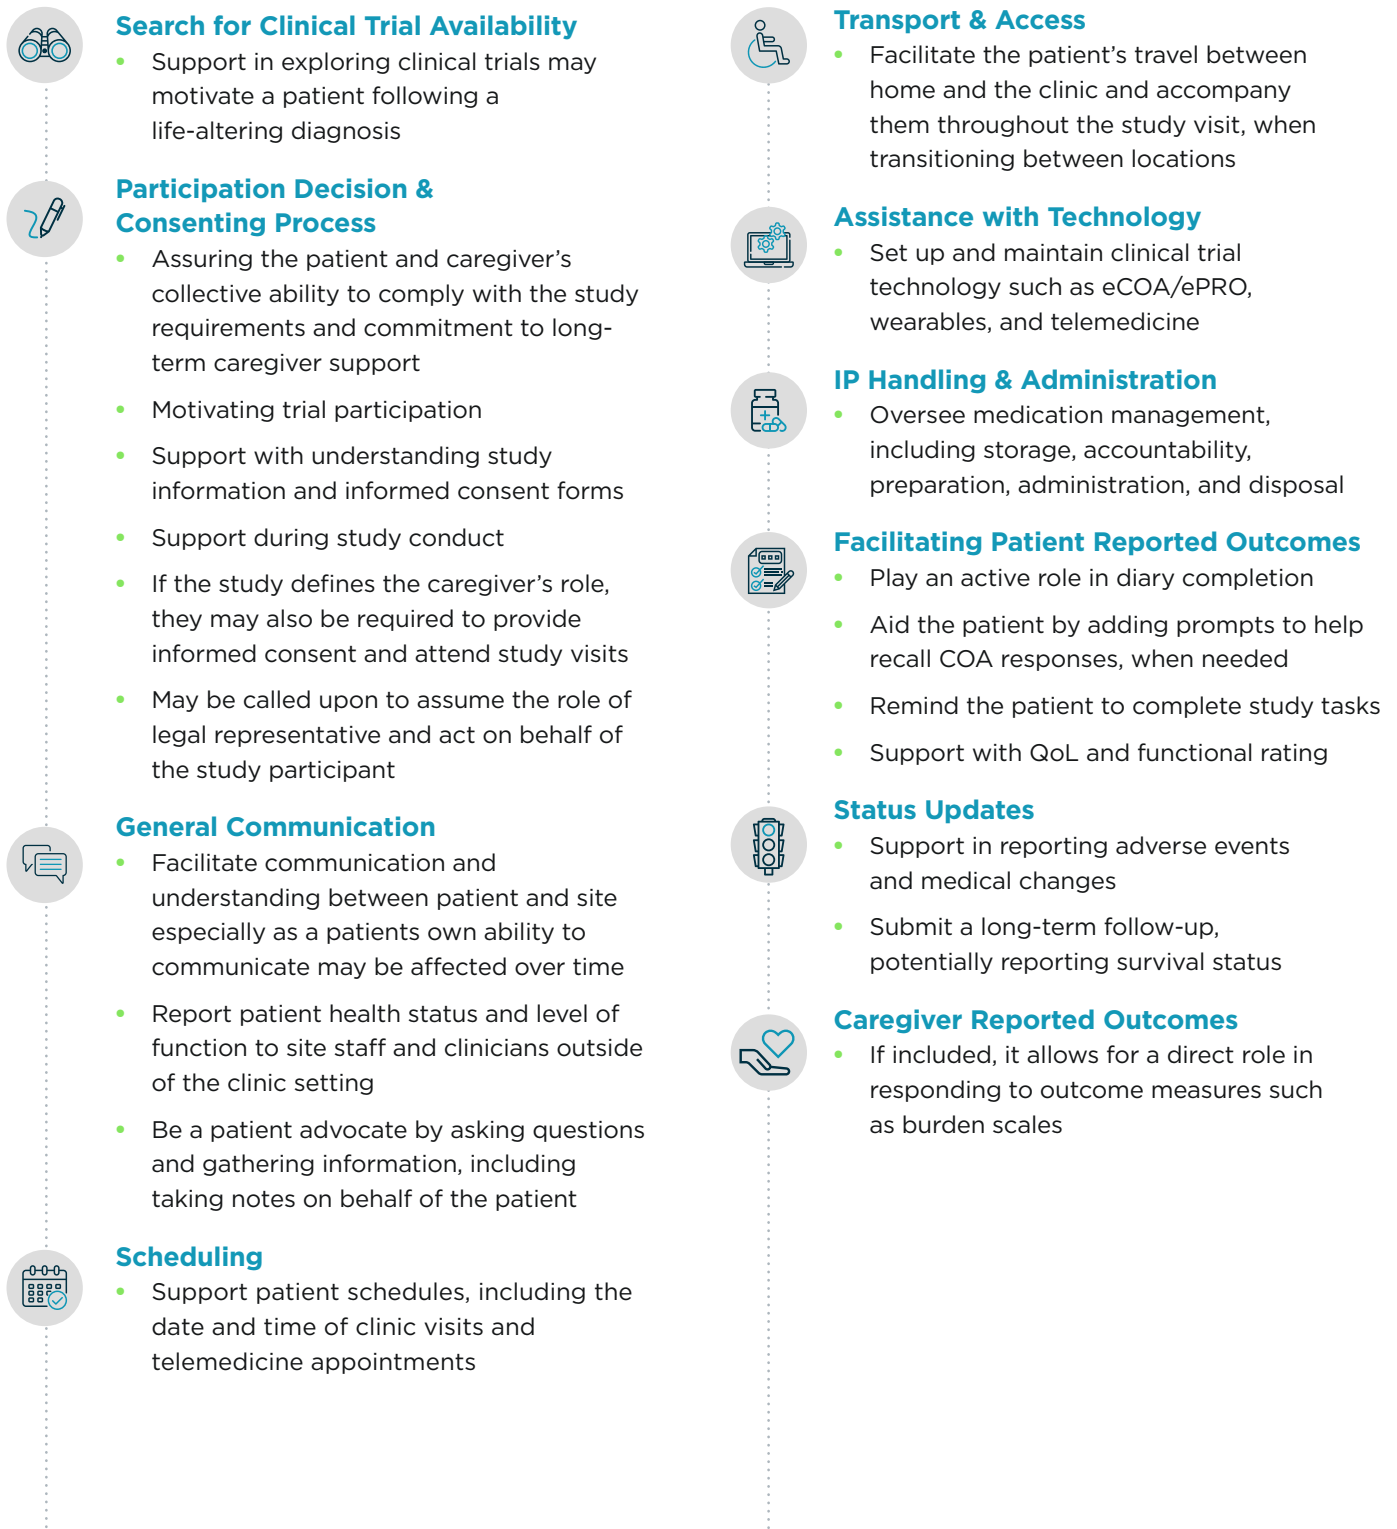 Search for Clinical Trial Availability
• Support in exploring clinical trials may
motivate a patient following a
life-altering diagnosis
Participation Decision &
Consenting Process
• Assuring the patient and caregiver's
collective ability to comply with the study
requirements and commitment to long-
term caregiver support
• Motivating trial participation
• Support with understanding study
information and informed consent forms
• Support during study conduct
• If the study defines the caregiver's role,
they may also be required to provide
informed consent and attend study visits
• May be called upon to assume the role of
legal representative and act on behalf of
the study participant
General Communication
• Facilitate communication and
understanding between patient and site
especially as a patients own ability to
communicate may be affected over time
• Report patient health status and level of
function to site staff and clinicians outside
of the clinic setting
• Be a patient advocate by asking questions
and gathering information, including
taking notes on behalf of the patient
Scheduling
• Support patient schedules, including the
date and time of clinic visits and
telemedicine appointments
Transport & Access
• Facilitate the patient's travel between
home and the clinic and accompany
them throughout the study visit, when
transitioning between locations
Assistance with Technology
• Set up and maintain clinical trial
technology such as eCOA/ePRO,
wearables, and telemedicine
IP Handling & Administration
• Oversee medication management,
including storage, accountability,
preparation, administration, and disposal
Facilitating Patient Reported Outcomes
• Play an active role in diary completion
• Aid the patient by adding prompts to help
recall COA responses, when needed
• Remind the patient to complete study tasks
• Support with QoL and functional rating
Status Updates
• Support in reporting adverse events
and medical changes
• Submit a long-term follow-up,
potentially reporting survival status
Caregiver Reported Outcomes
• If included, it allows for a direct role in
responding to outcome measures such
as burden scales